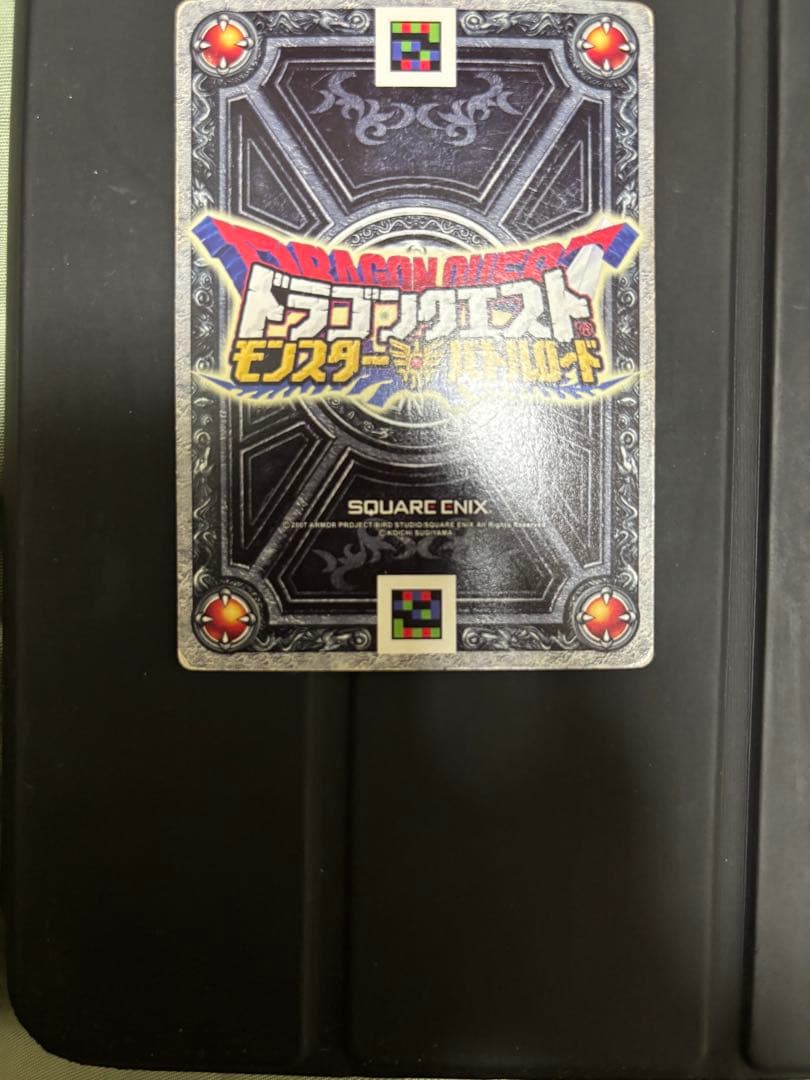 DRAGON QUEST
ドラゴンクエスト®
モンスターバトルロード
SQUARE ENIX
©2007 ARMOR PROJECT/BIRD STUDIO/SQUARE ENIX All Rights Reserved.
©KOICHI SUGIYAMA